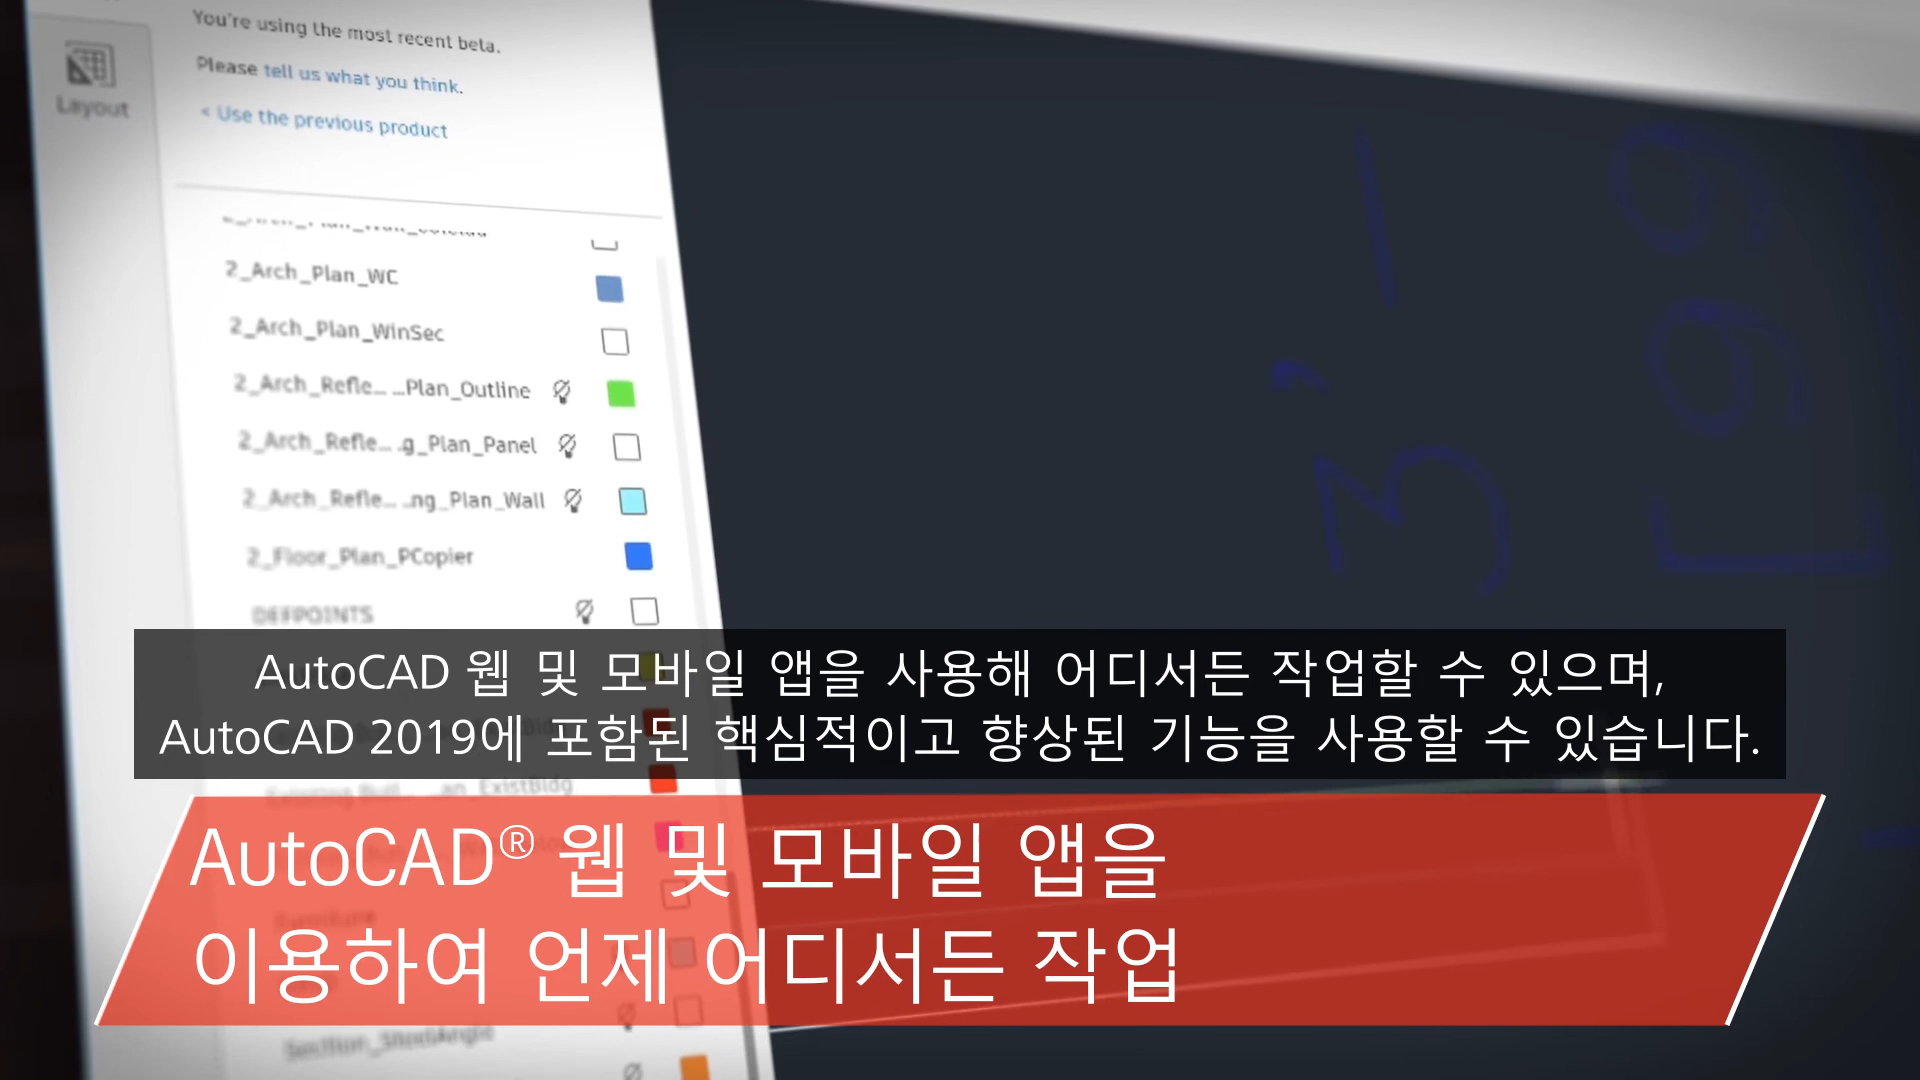 You're using the most recent beta.
Please tell us what you think.
< Use the previous product
Layout
2_Arch_Plan_WC
2_Arch_Plan_WinSec
2_Arch_Refle... ...Plan_Outline
2_Arch_Refle... ..g_Plan_Panel
2_Arch_Refle... ...ng_Plan_Wall
2_Floor_Plan_PCopier
DEFPOINTS
AutoCAD 웹 및 모바일 앱을 사용해 어디서든 작업할 수 있으며,
AutoCAD 2019에 포함된 핵심적이고 향상된 기능을 사용할 수 있습니다.
AutoCAD® 웹 및 모바일 앱을
이용하여 언제 어디서든 작업